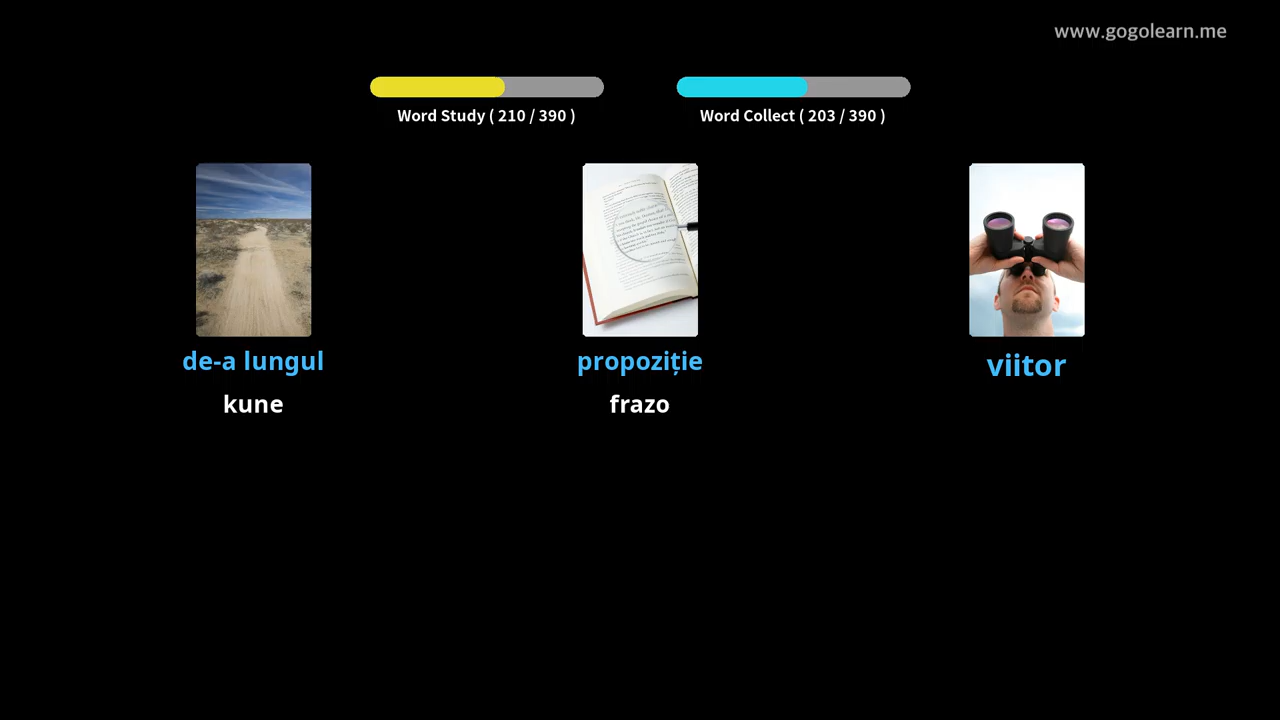 www.gogolearn.me
Word Study ( 210 / 390 )
Word Collect ( 203 / 390 )
de-a lungul
propoziție
viitor
kune
frazo